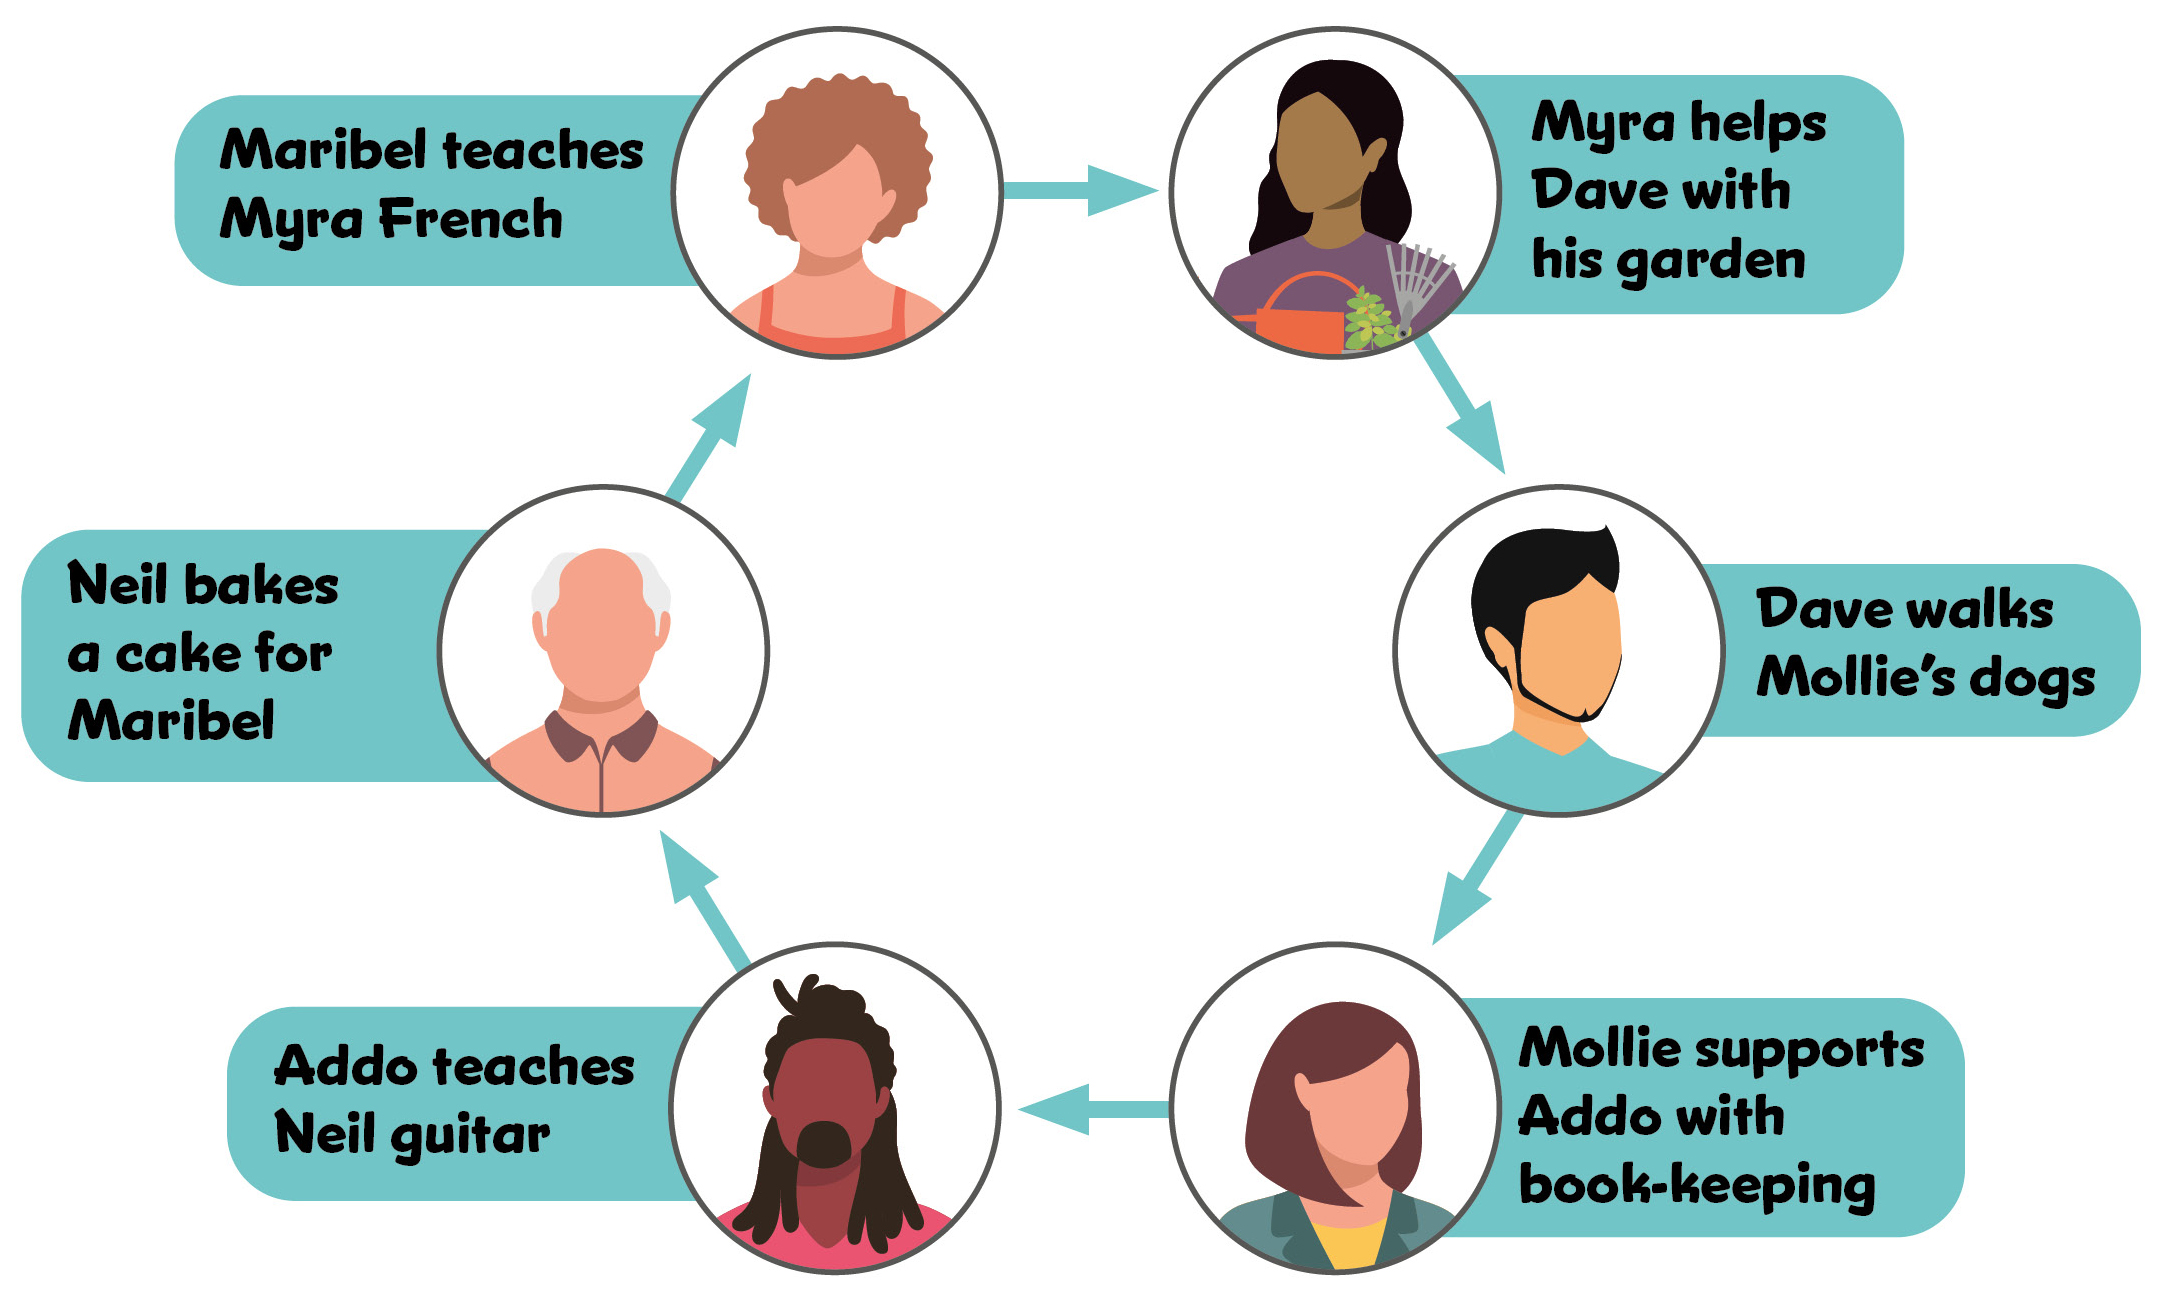 Maribel teaches
Myra French
Myra helps
Dave with
his garden
Dave walks
Mollie's dogs
Mollie supports
Addo with
book-keeping
Addo teaches
Neil guitar
Neil bakes
a cake for
Maribel